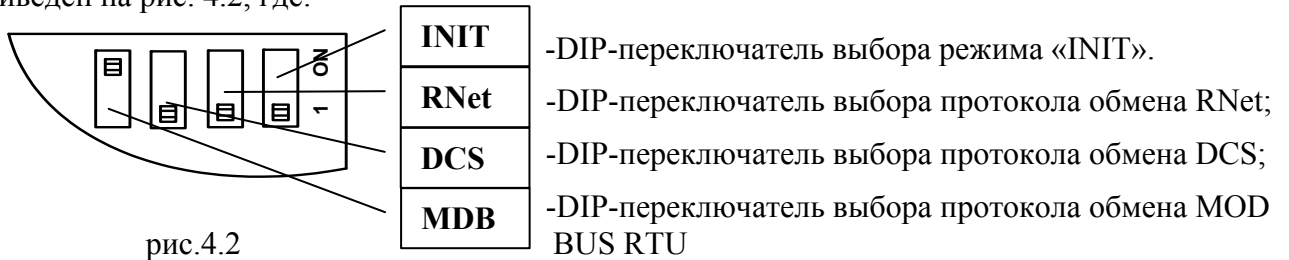 иведен на рис. 4.2, где:
ON
1
INIT -DIP-переключатель выбора режима «INIT».
RNet -DIP-переключатель выбора протокола обмена RNet;
DCS -DIP-переключатель выбора протокола обмена DCS;
MDB -DIP-переключатель выбора протокола обмена MOD
BUS RTU
рис.4.2